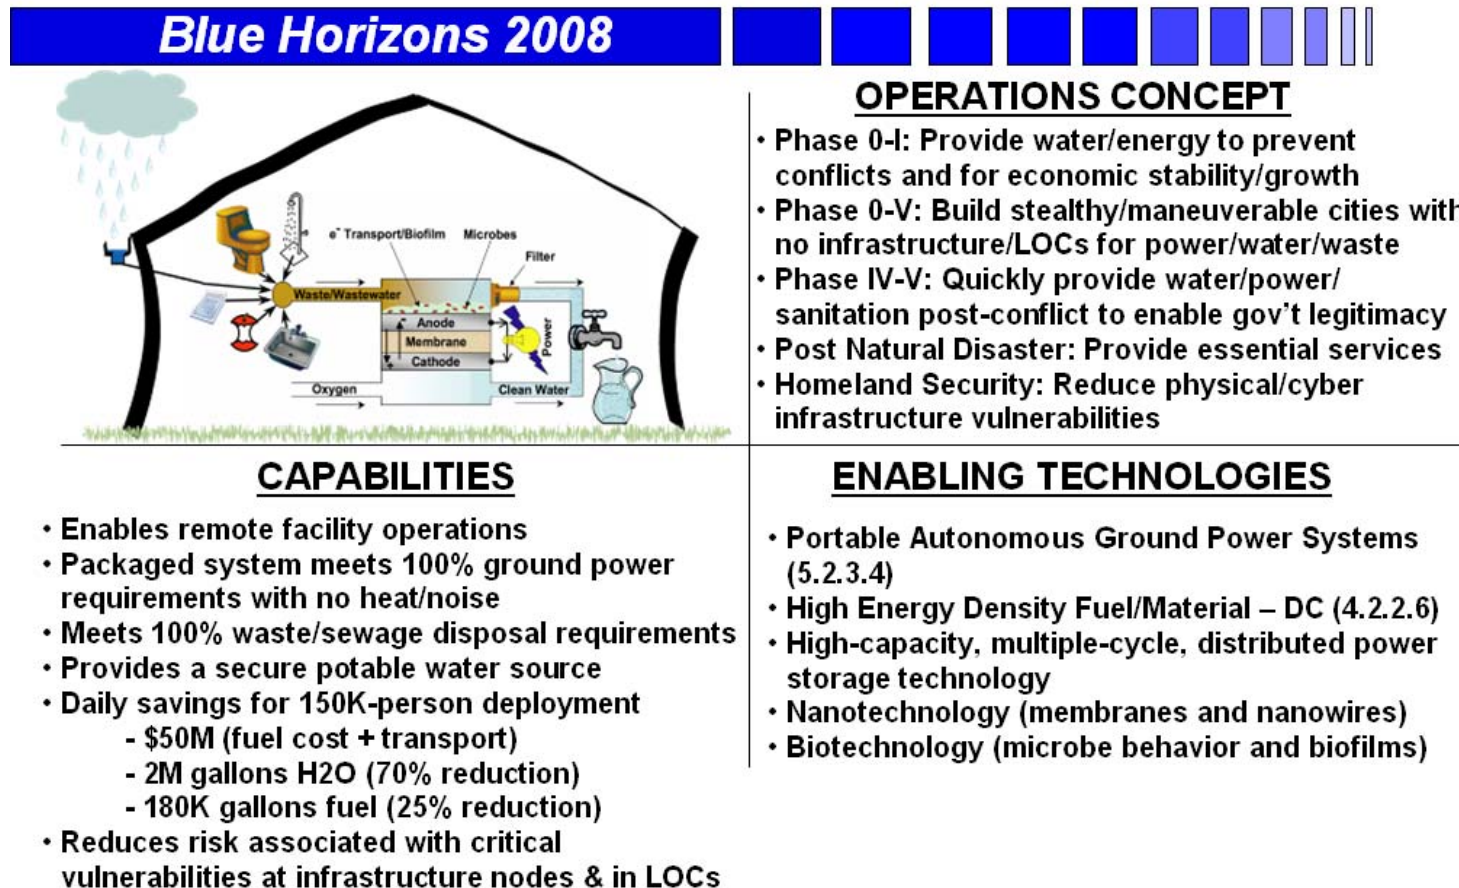 Blue Horizons 2008
e- Transport/Biofilm
Microbes
Filter
Waste/Wastewater
Anode
Membrane
Cathode
Power
Oxygen
Clean Water
OPERATIONS CONCEPT
• Phase 0-I: Provide water/energy to prevent
conflicts and for economic stability/growth
• Phase 0-V: Build stealthy/maneuverable cities with
no infrastructure/LOCs for power/water/waste
• Phase IV-V: Quickly provide water/power/
sanitation post-conflict to enable gov't legitimacy
• Post Natural Disaster: Provide essential services
• Homeland Security: Reduce physical/cyber
infrastructure vulnerabilities
CAPABILITIES
• Enables remote facility operations
• Packaged system meets 100% ground power
requirements with no heat/noise
• Meets 100% waste/sewage disposal requirements
• Provides a secure potable water source
• Daily savings for 150K-person deployment
- $50M (fuel cost + transport)
- 2M gallons H2O (70% reduction)
- 180K gallons fuel (25% reduction)
• Reduces risk associated with critical
vulnerabilities at infrastructure nodes & in LOCs
ENABLING TECHNOLOGIES
• Portable Autonomous Ground Power Systems
(5.2.3.4)
• High Energy Density Fuel/Material – DC (4.2.2.6)
• High-capacity, multiple-cycle, distributed power
storage technology
• Nanotechnology (membranes and nanowires)
• Biotechnology (microbe behavior and biofilms)